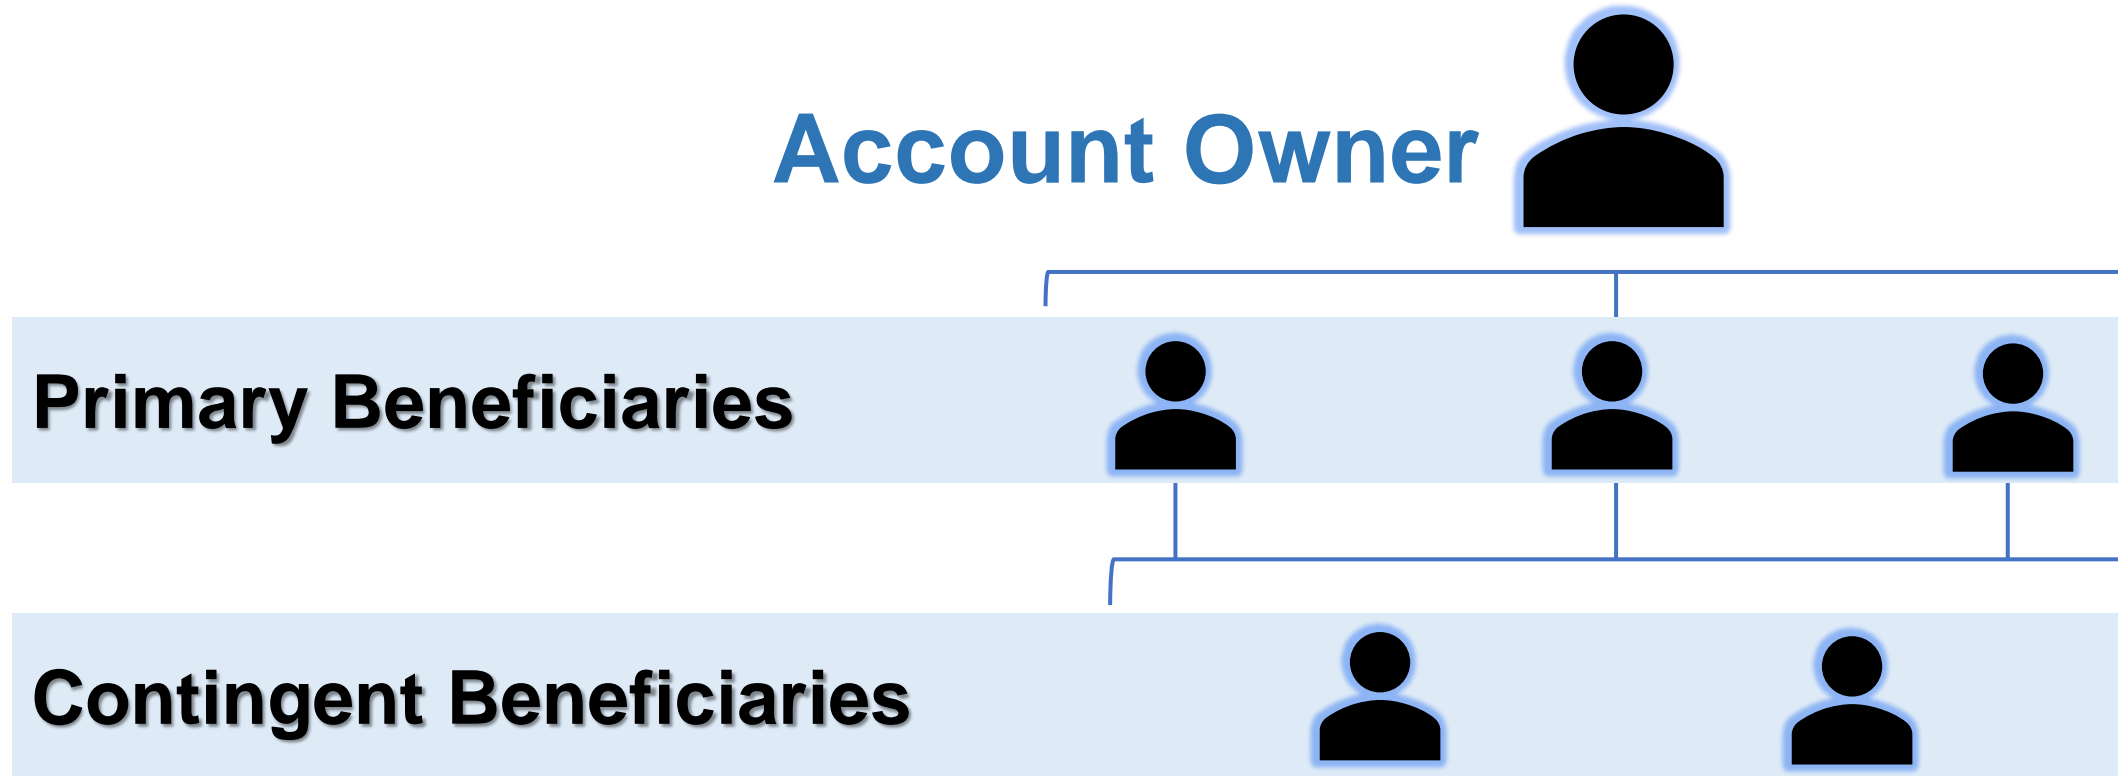 Account Owner
Primary Beneficiaries
Contingent Beneficiaries